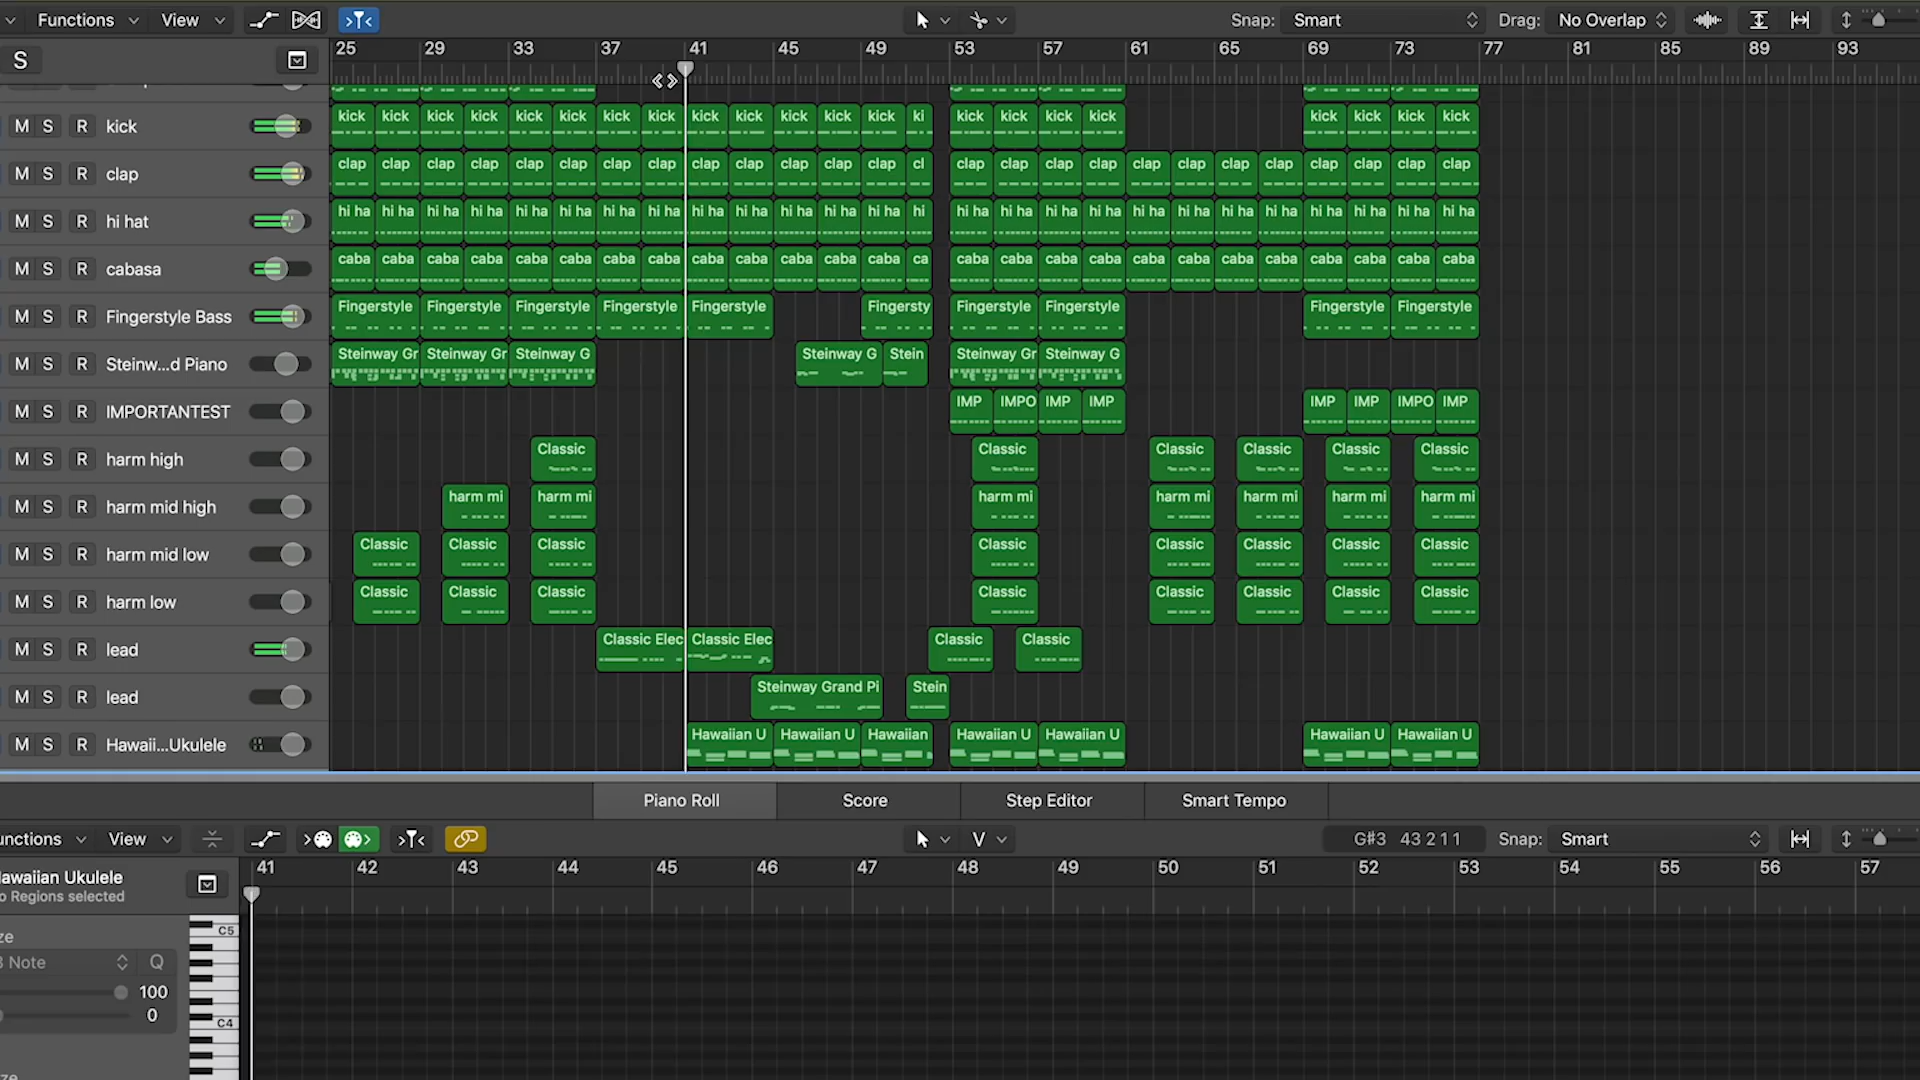 Functions View Snap: Smart Drag: No Overlap
S 25 29 33 37 41 45 49 53 57 61 65 69 73 77 81 85 89 93
M S R kick kick kick kick kick kick kick kick kick kick kick kick kick kick ki kick kick kick kick kick kick kick kick
M S R clap clap clap clap clap clap clap clap clap clap clap clap clap clap cl clap clap clap clap clap clap clap clap clap clap clap clap
M S R hi hat hi ha hi ha hi ha hi ha hi ha hi ha hi ha hi ha hi ha hi ha hi ha hi ha hi ha hi hi ha hi ha hi ha hi ha hi ha hi ha hi ha hi ha hi ha hi ha hi ha hi ha
M S R cabasa caba caba caba caba caba caba caba caba caba caba caba caba caba ca caba caba caba caba caba caba caba caba caba caba caba caba
M S R Fingerstyle Bass Fingerstyle Fingerstyle Fingerstyle Fingerstyle Fingerstyle Fingersty Fingerstyle Fingerstyle Fingerstyle Fingerstyle
M S R Steinw...d Piano Steinway Gr Steinway Gr Steinway G Steinway G Stein Steinway Gr Steinway G
M S R IMPORTANTEST IMP IMPO IMP IMP IMP IMP IMPO IMP
M S R harm high Classic Classic Classic Classic Classic Classic
M S R harm mid high harm mi harm mi harm mi harm mi harm mi harm mi harm mi
M S R harm mid low Classic Classic Classic Classic Classic Classic Classic Classic
M S R harm low Classic Classic Classic Classic Classic Classic Classic Classic
M S R lead Classic Elec Classic Elec Classic Classic
M S R lead Steinway Grand Pi Stein
M S R Hawaii...Ukulele Hawaiian U Hawaiian U Hawaiian Hawaiian U Hawaiian U Hawaiian U Hawaiian U
Piano Roll Score Step Editor Smart Tempo
unctions View V G#3 43 2 1 1 Snap: Smart
41 42 43 44 45 46 47 48 49 50 51 52 53 54 55 56 57
lawaiian Ukulele
o Regions selected
C5
ze
Note Q
100
0
C4
ze